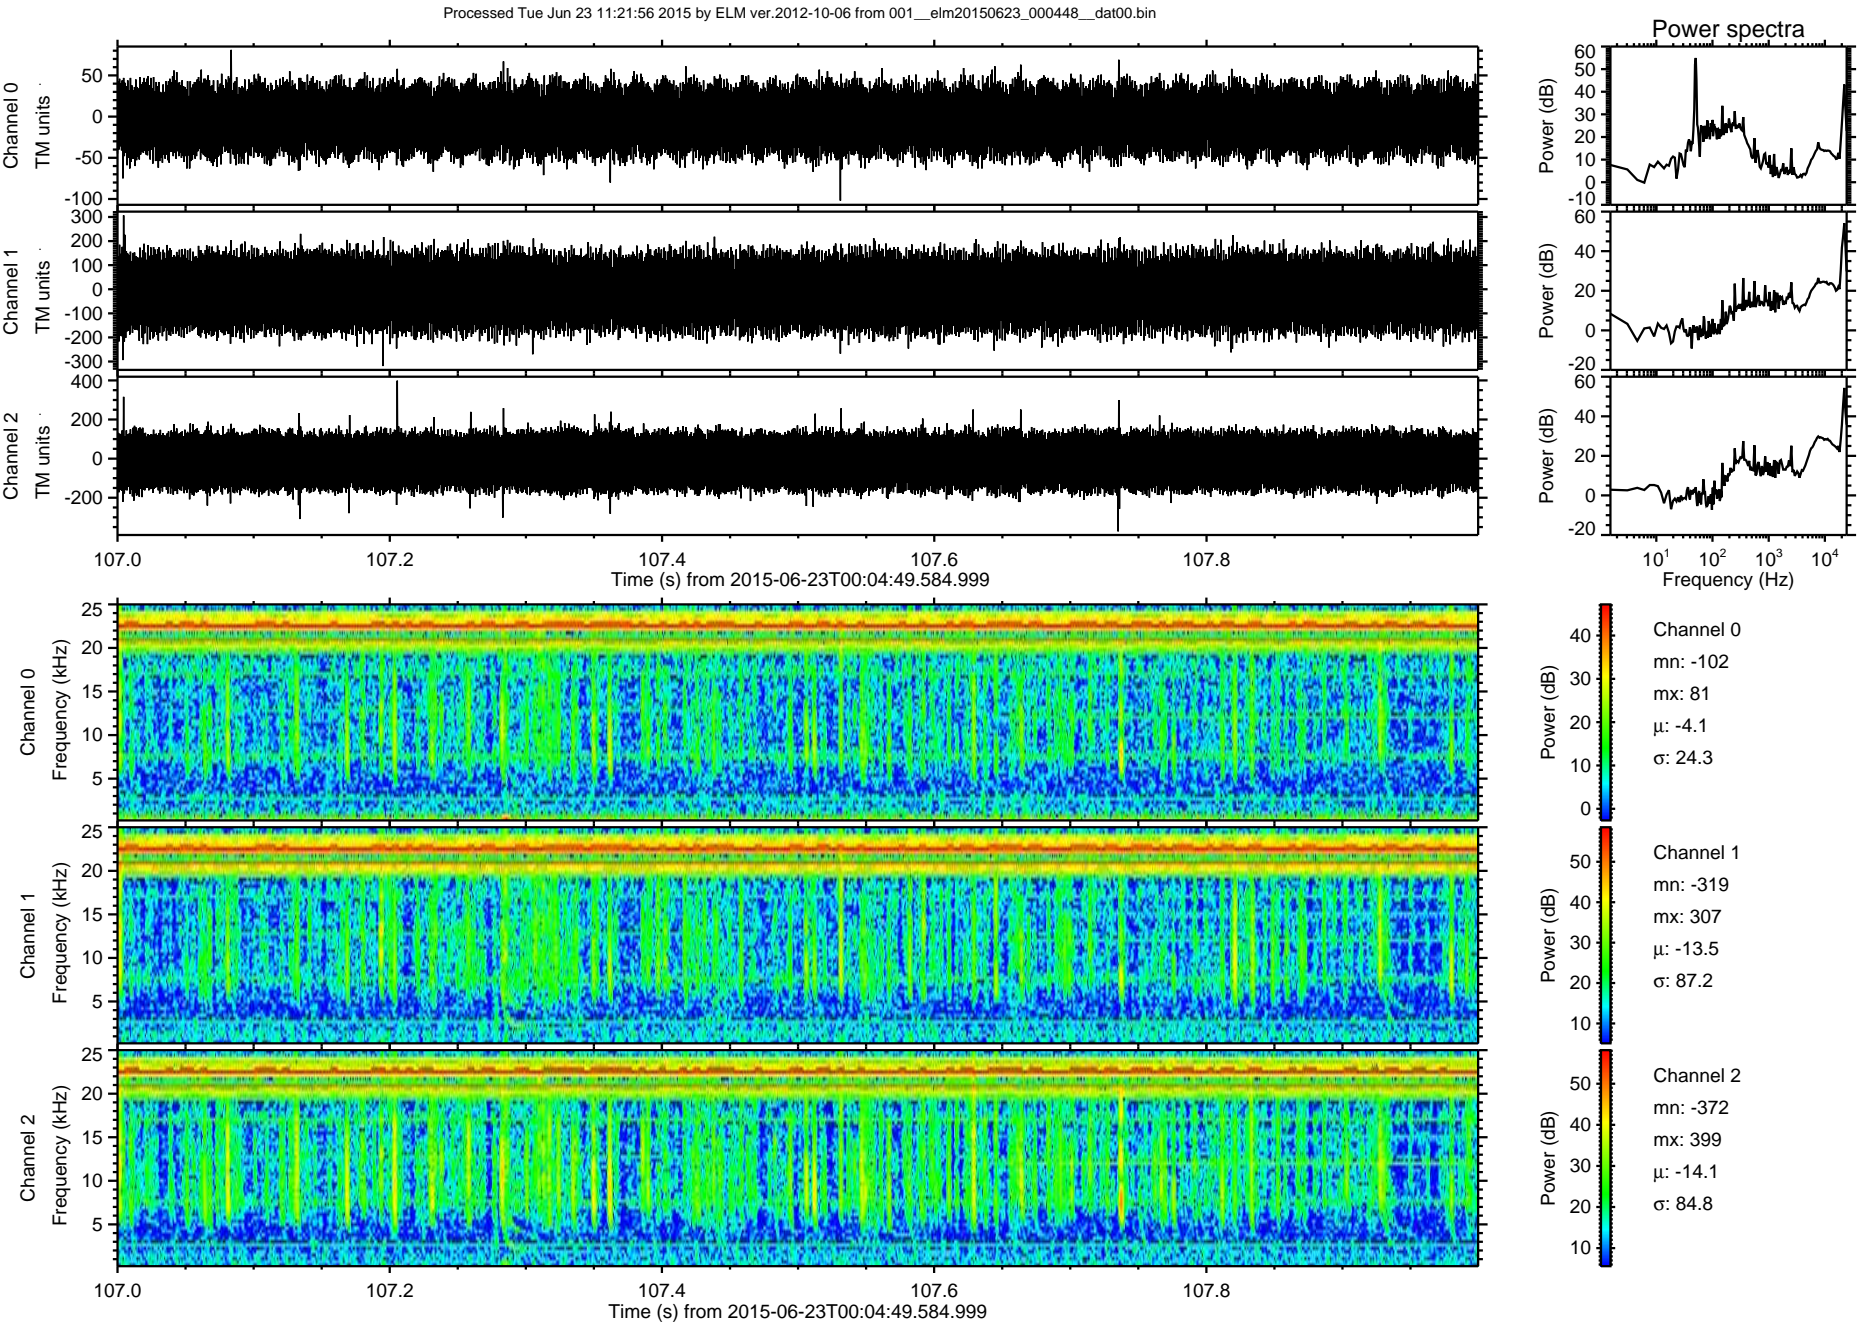 Processed Tue Jun 23 11:21:56 2015 by ELM ver.2012-10-06 from 001__elm20150623_000448__dat00.bin
Power spectra
Channel 0
TM units
50
0
-50
-100
Power (dB)
60
50
40
30
20
10
0
-10
Channel 1
TM units
300
200
100
0
-100
-200
-300
Power (dB)
60
40
20
0
-20
Channel 2
TM units
400
200
0
-200
Power (dB)
60
40
20
0
-20
107.0 107.2 107.4 107.6 107.8
Time (s) from 2015-06-23T00:04:49.584.999
10^1 10^2 10^3 10^4
Frequency (Hz)
Channel 0
Frequency (kHz)
25
20
15
10
5
Power (dB)
40
30
20
10
0
Channel 0
mn: -102
mx: 81
μ: -4.1
σ: 24.3
Channel 1
Frequency (kHz)
25
20
15
10
5
Power (dB)
50
40
30
20
10
Channel 1
mn: -319
mx: 307
μ: -13.5
σ: 87.2
Channel 2
Frequency (kHz)
25
20
15
10
5
Power (dB)
50
40
30
20
10
Channel 2
mn: -372
mx: 399
μ: -14.1
σ: 84.8
107.0 107.2 107.4 107.6 107.8
Time (s) from 2015-06-23T00:04:49.584.999